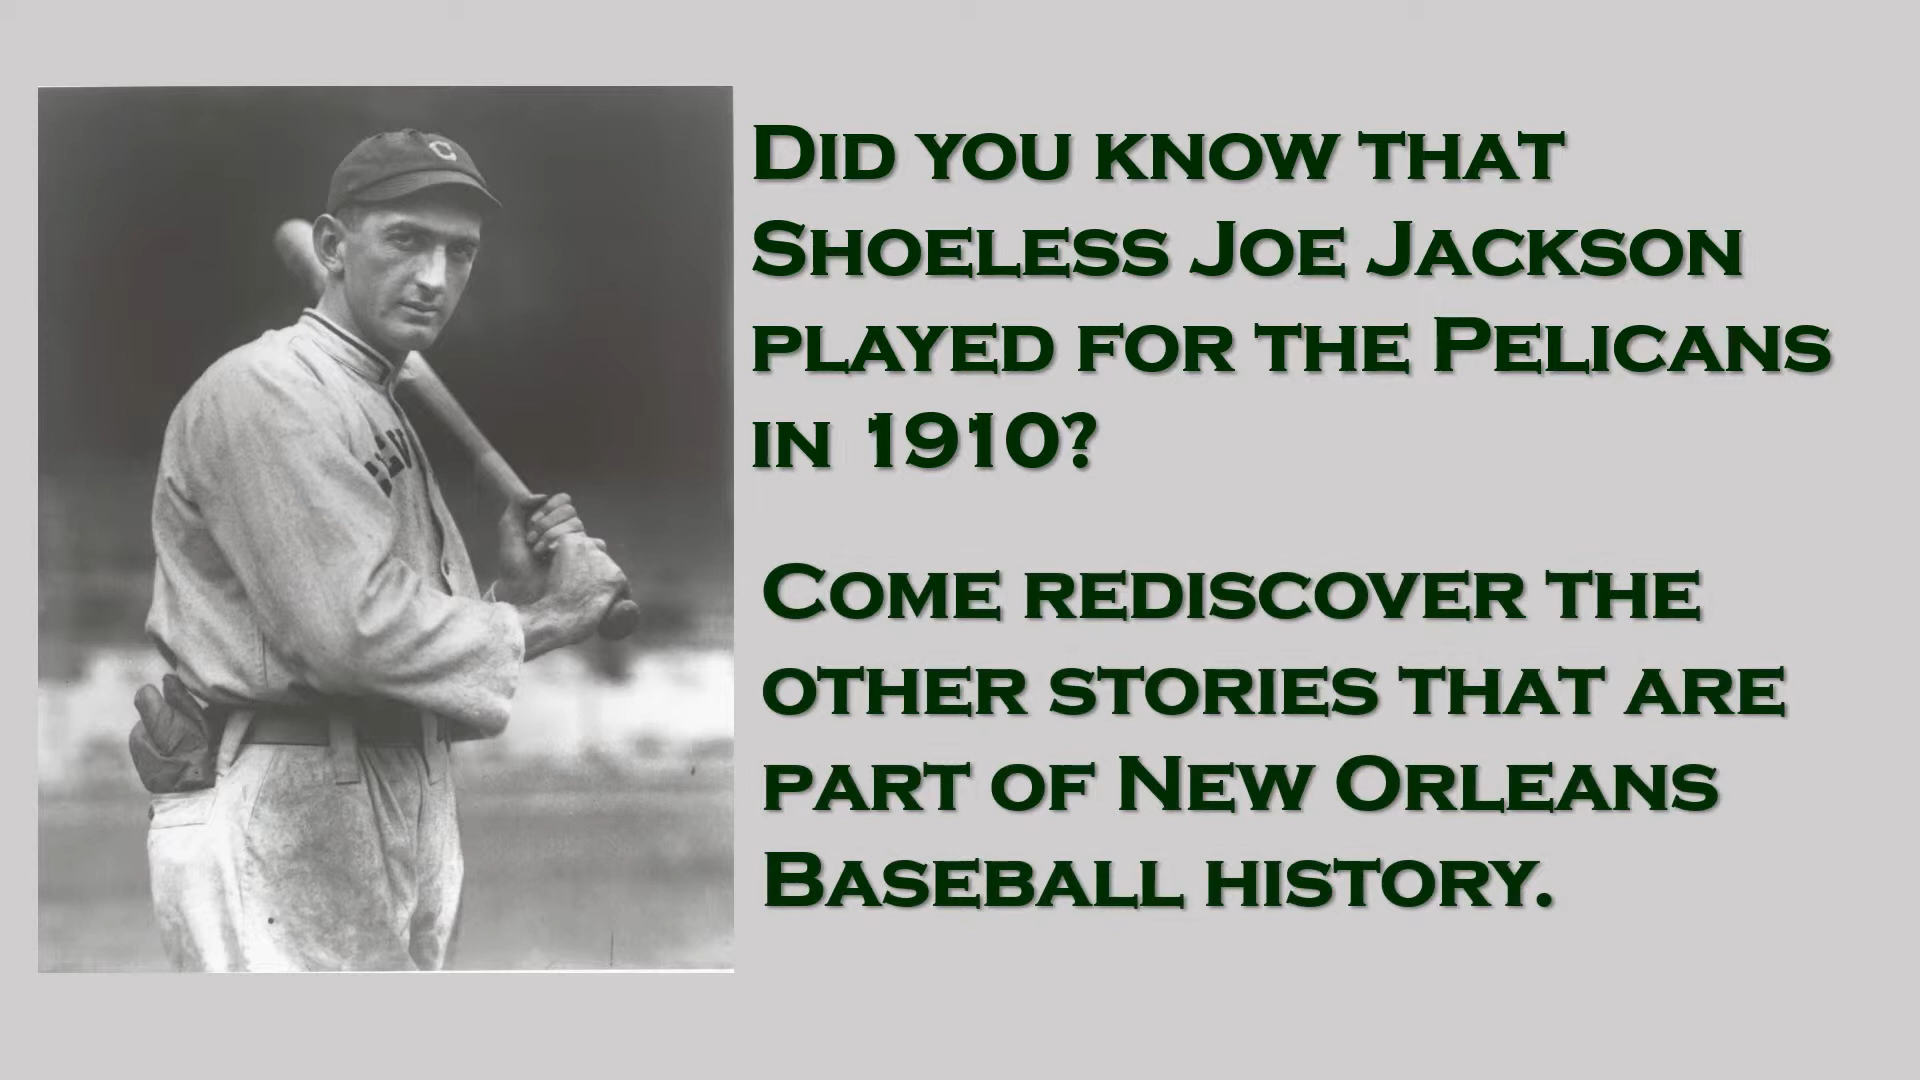 Did you know that
Shoeless Joe Jackson
played for the Pelicans
in 1910?
Come rediscover the
other stories that are
part of New Orleans
Baseball history.
C